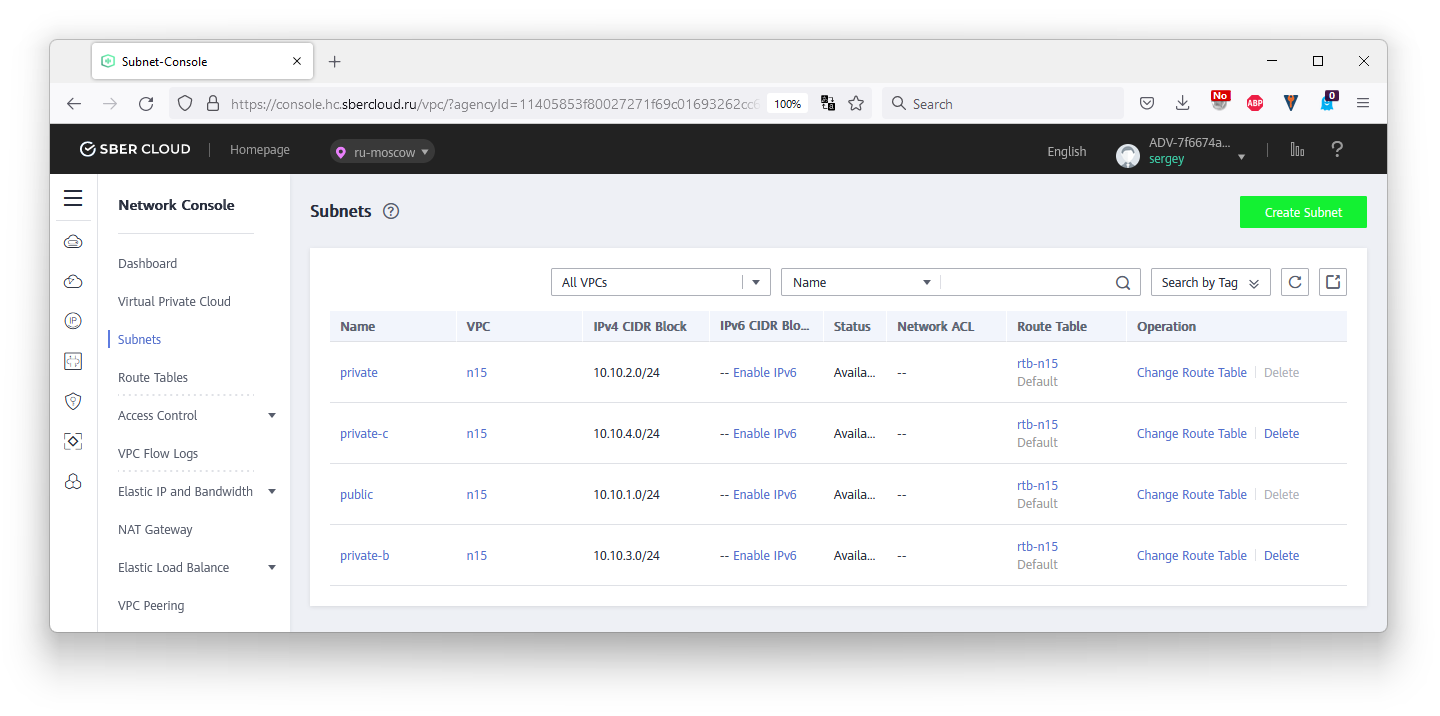 Subnet-Console
https://console.hc.sbercloud.ru/vpc/?agencyId=11405853f80027271f69c01693262cc6
100%
Search
No
ABP
0
SBER CLOUD
Homepage
ru-moscow
English
ADV-7f6674a...
sergey
?
Network Console
Dashboard
Virtual Private Cloud
Subnets
Route Tables
Access Control
VPC Flow Logs
Elastic IP and Bandwidth
NAT Gateway
Elastic Load Balance
VPC Peering
IP
Subnets ?
Create Subnet
All VPCs
Name
Search by Tag
Name VPC IPv4 CIDR Block IPv6 CIDR Blo... Status Network ACL Route Table Operation
private n15 10.10.2.0/24 -- Enable IPv6 Availa... -- rtb-n15 Change Route Table Delete
Default
private-c n15 10.10.4.0/24 -- Enable IPv6 Availa... -- rtb-n15 Change Route Table Delete
Default
public n15 10.10.1.0/24 -- Enable IPv6 Availa... -- rtb-n15 Change Route Table Delete
Default
private-b n15 10.10.3.0/24 -- Enable IPv6 Availa... -- rtb-n15 Change Route Table Delete
Default